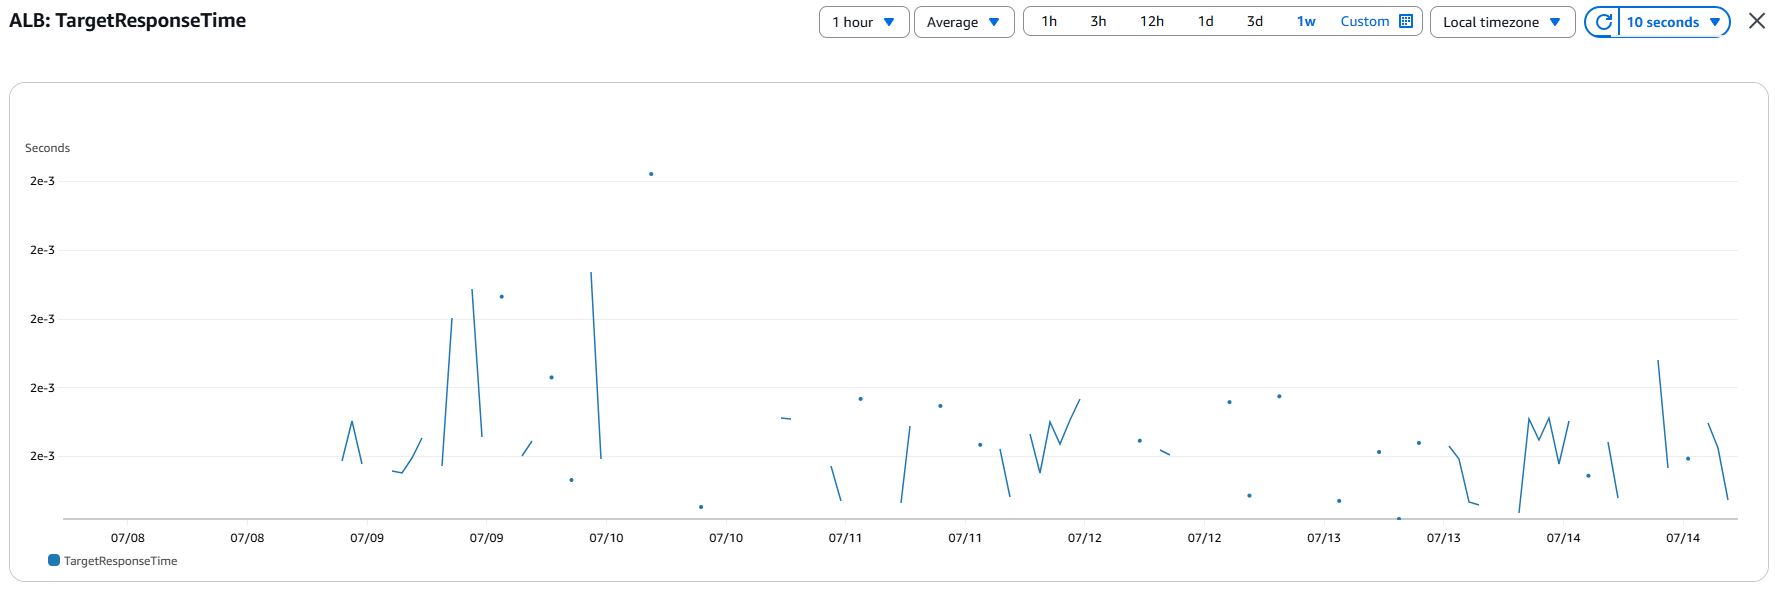 ALB: TargetResponseTime
1 hour Average 1h 3h 12h 1d 3d 1w Custom Local timezone 10 seconds
Seconds
2e-3
2e-3
2e-3
2e-3
2e-3
07/08 07/08 07/09 07/09 07/10 07/10 07/11 07/11 07/12 07/12 07/13 07/13 07/14 07/14
TargetResponseTime